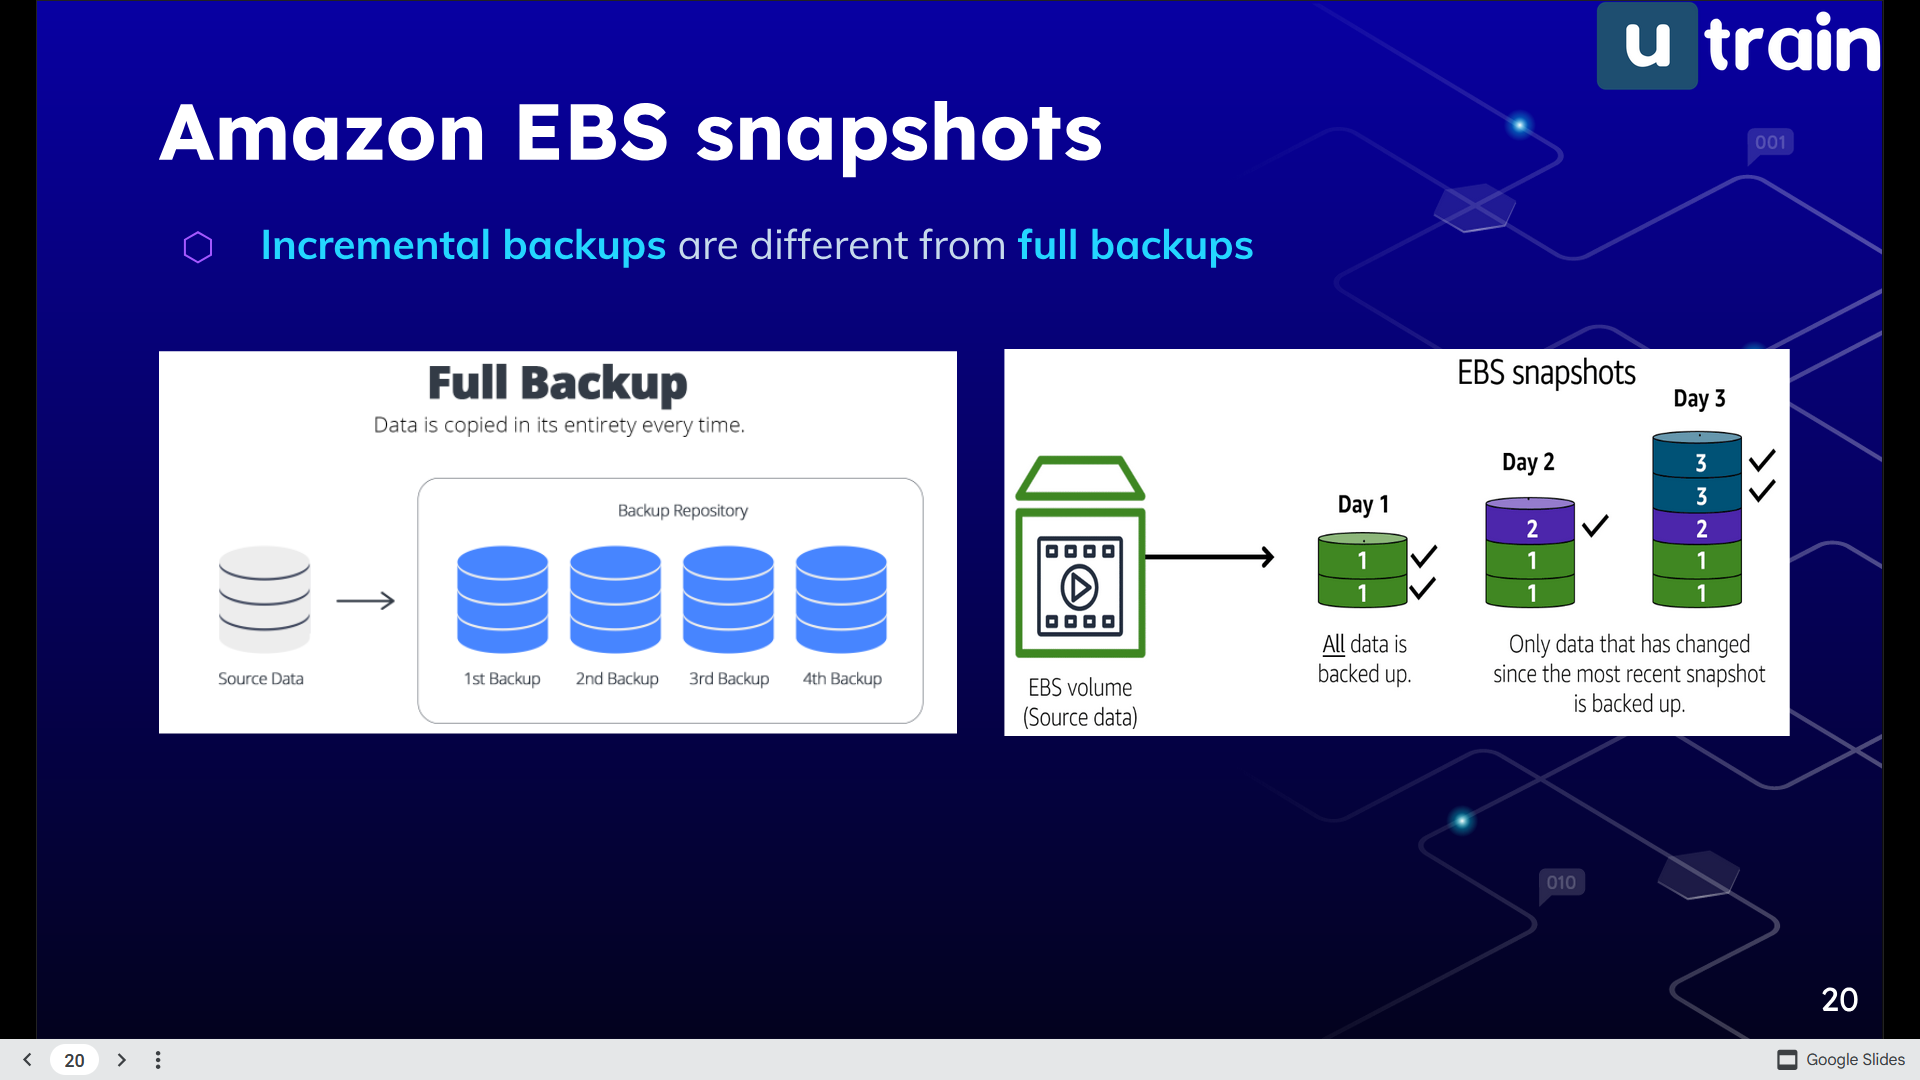 u train
001
Amazon EBS snapshots
Incremental backups are different from full backups
Full Backup
Data is copied in its entirety every time.
Backup Repository
Source Data
1st Backup
2nd Backup
3rd Backup
4th Backup
EBS snapshots
Day 1
Day 2
Day 3
1
1
2
1
1
3
3
2
1
1
EBS volume
(Source data)
All data is
backed up.
Only data that has changed
since the most recent snapshot
is backed up.
010
20
20
Google Slides